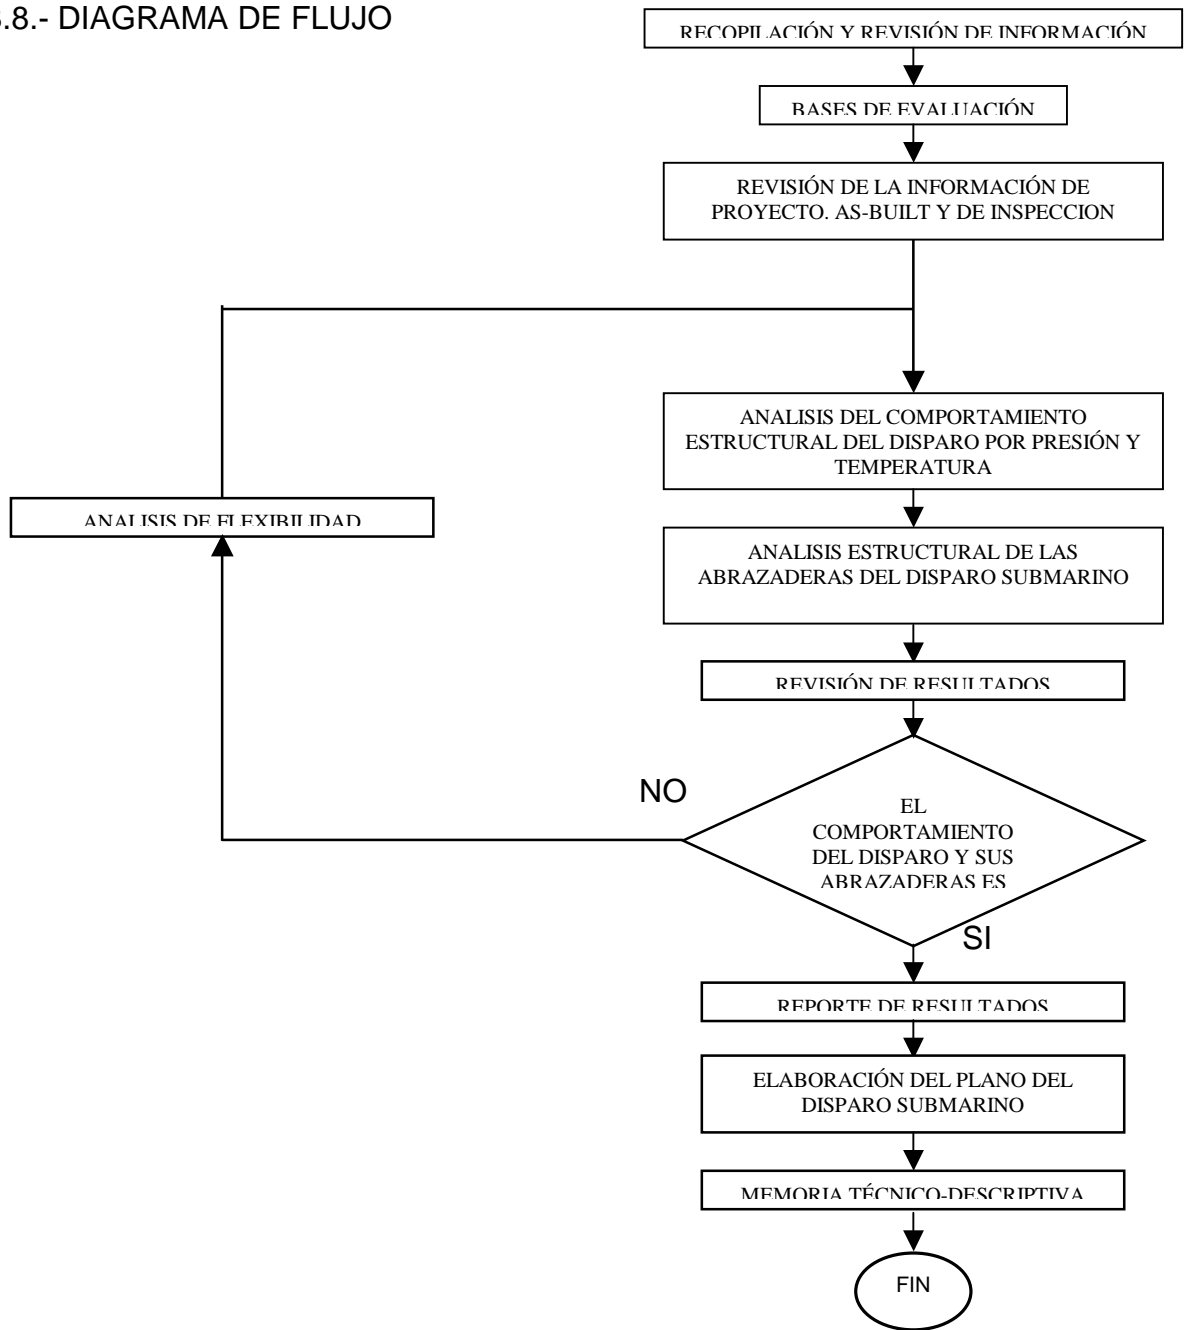 .8.- DIAGRAMA DE FLUJO
RECOPILACIÓN Y REVISIÓN DE INFORMACIÓN
BASES DE EVALUACIÓN
REVISIÓN DE LA INFORMACIÓN DE
PROYECTO. AS-BUILT Y DE INSPECCION
ANALISIS DEL COMPORTAMIENTO
ESTRUCTURAL DEL DISPARO POR PRESIÓN Y
TEMPERATURA
ANALISIS DE FLEXIBILIDAD
ANALISIS ESTRUCTURAL DE LAS
ABRAZADERAS DEL DISPARO SUBMARINO
REVISIÓN DE RESULTADOS
NO
EL
COMPORTAMIENTO
DEL DISPARO Y SUS
ABRAZADERAS ES
SI
REPORTE DE RESULTADOS
ELABORACIÓN DEL PLANO DEL
DISPARO SUBMARINO
MEMORIA TÉCNICO-DESCRIPTIVA
FIN